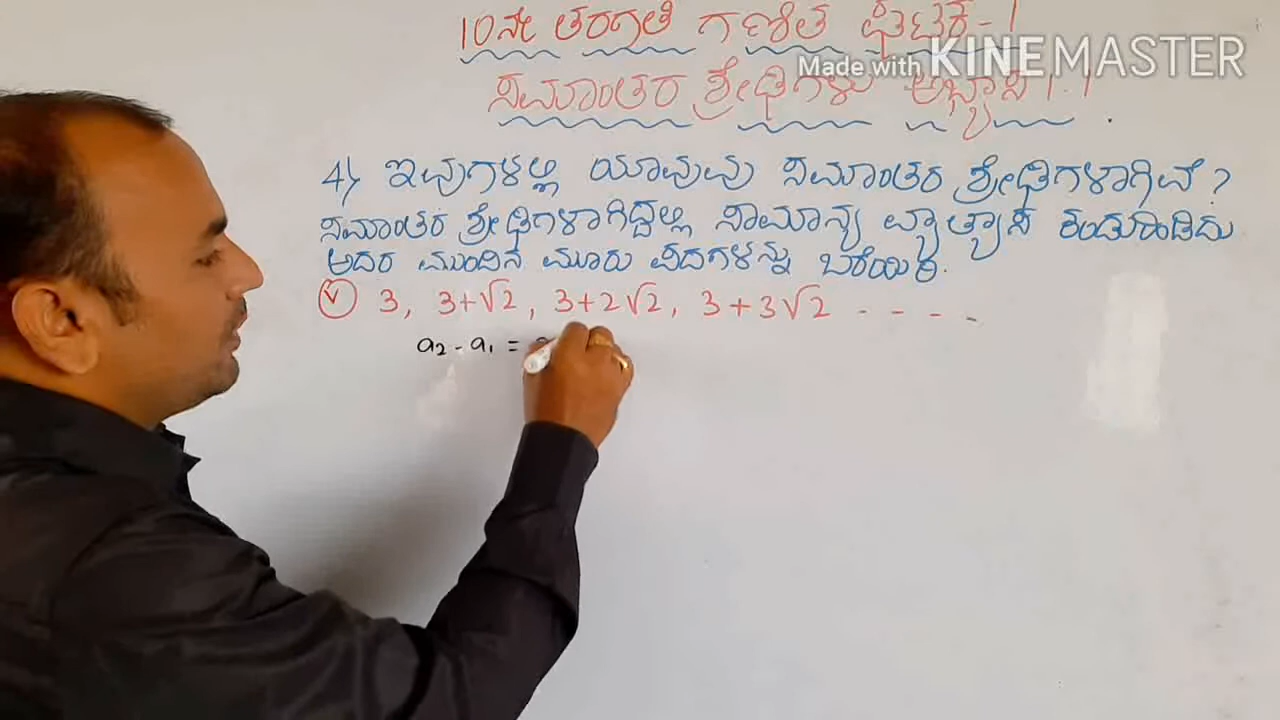 10ನೇ ತರಗತಿ ಗಣಿತ ಘಟಕ-1
Made with KINEMASTER
ಸಮಾಂತರ ಶ್ರೇಢಿಗಳು ಅಭ್ಯಾಸ 1.1
4) ಇವುಗಳಲ್ಲಿ ಯಾವುವು ಸಮಾಂತರ ಶ್ರೇಢಿಗಳಾಗಿವೆ ?
ಸಮಾಂತರ ಶ್ರೇಢಿಗಳಾಗಿದ್ದಲ್ಲಿ ಸಾಮಾನ್ಯ ವ್ಯಾತ್ಯಾಸ ಕಂಡುಹಿಡಿದು
ಅದರ ಮುಂದಿನ ಮೂರು ಪದಗಳನ್ನು ಬರೆಯಿರಿ.
V 3, 3+√2, 3+2√2, 3+3√2 - - - -
a₂ - a₁ =